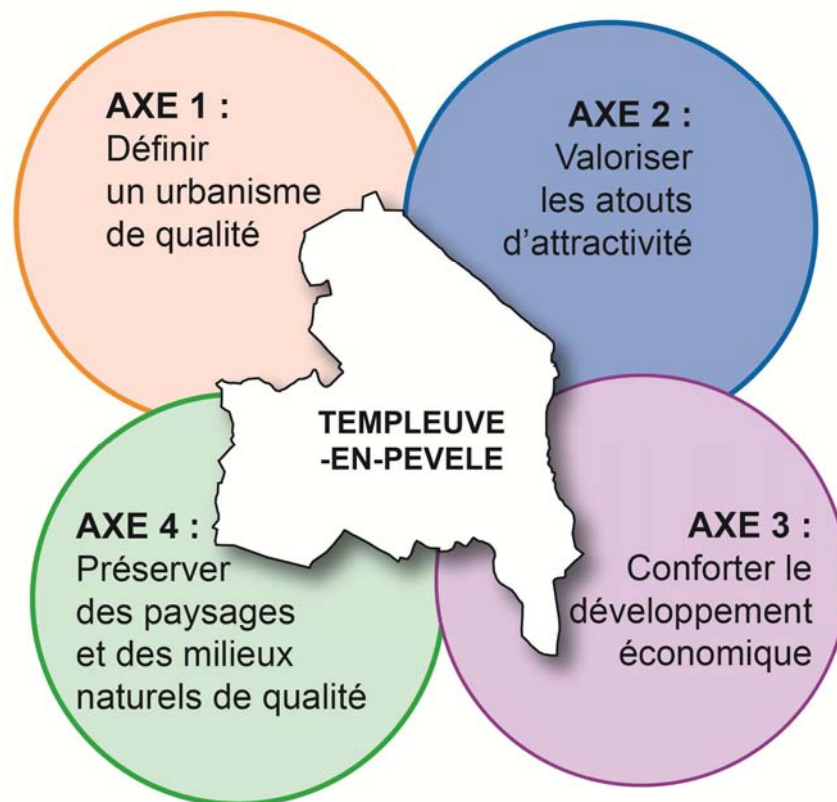 AXE 1 :
Définir
un urbanisme
de qualité
AXE 2 :
Valoriser
les atouts
d’attractivité
TEMPLEUVE
-EN-PEVELE
AXE 4 :
Préserver
des paysages
et des milieux
naturels de qualité
AXE 3 :
Conforter le
développement
économique